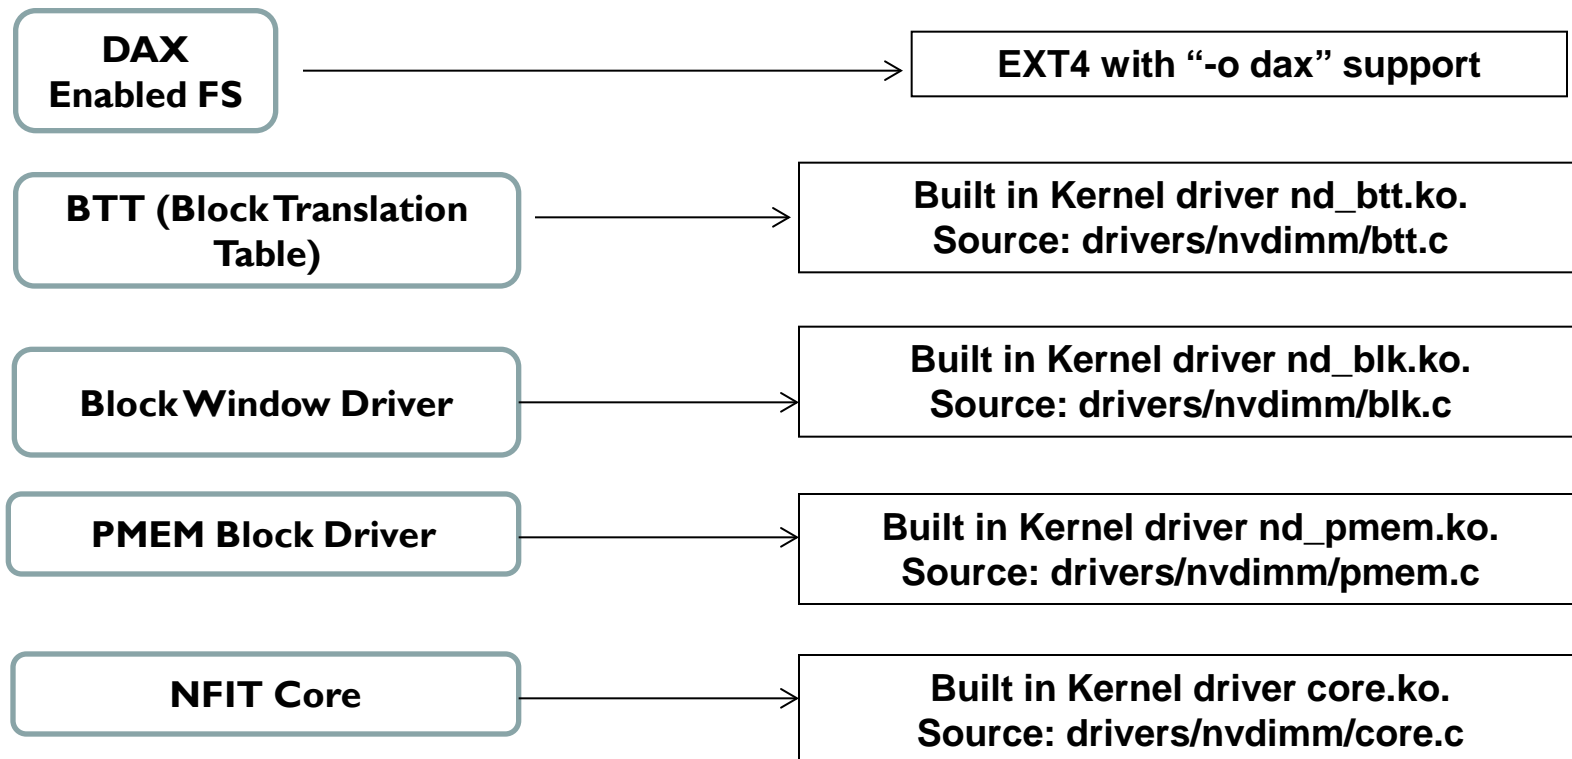 DAX
Enabled FS
EXT4 with “-o dax” support
BTT (Block Translation
Table)
Built in Kernel driver nd_btt.ko.
Source: drivers/nvdimm/btt.c
Block Window Driver
Built in Kernel driver nd_blk.ko.
Source: drivers/nvdimm/blk.c
PMEM Block Driver
Built in Kernel driver nd_pmem.ko.
Source: drivers/nvdimm/pmem.c
NFIT Core
Built in Kernel driver core.ko.
Source: drivers/nvdimm/core.c